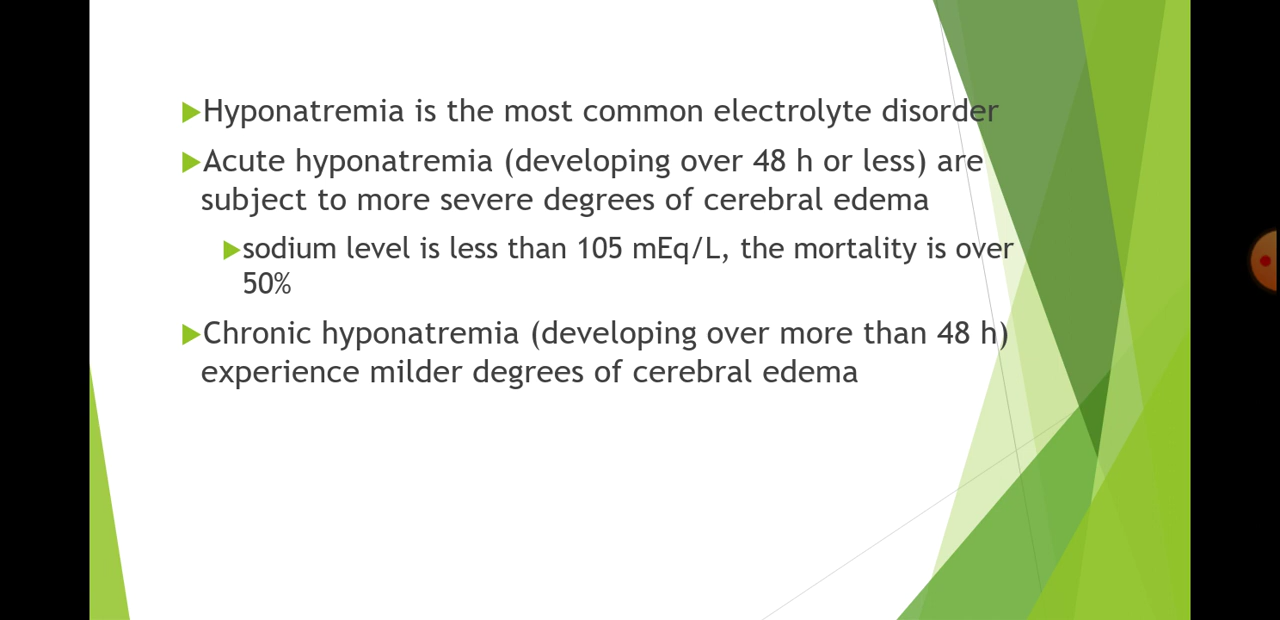 Hyponatremia is the most common electrolyte disorder
Acute hyponatremia (developing over 48 h or less) are
subject to more severe degrees of cerebral edema
sodium level is less than 105 mEq/L, the mortality is over
50%
Chronic hyponatremia (developing over more than 48 h)
experience milder degrees of cerebral edema